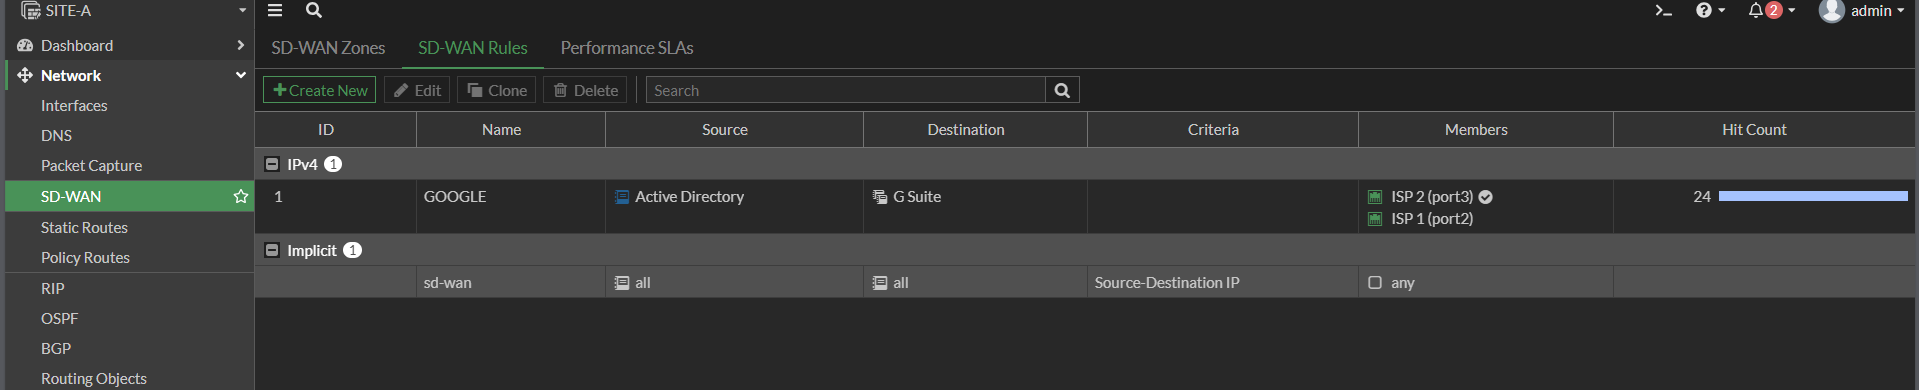 SITE-A
2
admin
Dashboard
Network
Interfaces
DNS
Packet Capture
SD-WAN
Static Routes
Policy Routes
RIP
OSPF
BGP
Routing Objects
SD-WAN Zones SD-WAN Rules Performance SLAs
+Create New Edit Clone Delete Search
ID Name Source Destination Criteria Members Hit Count
IPv4 1
1 GOOGLE Active Directory G Suite ISP 2 (port3) 24
ISP 1 (port2)
Implicit 1
sd-wan all all Source-Destination IP any